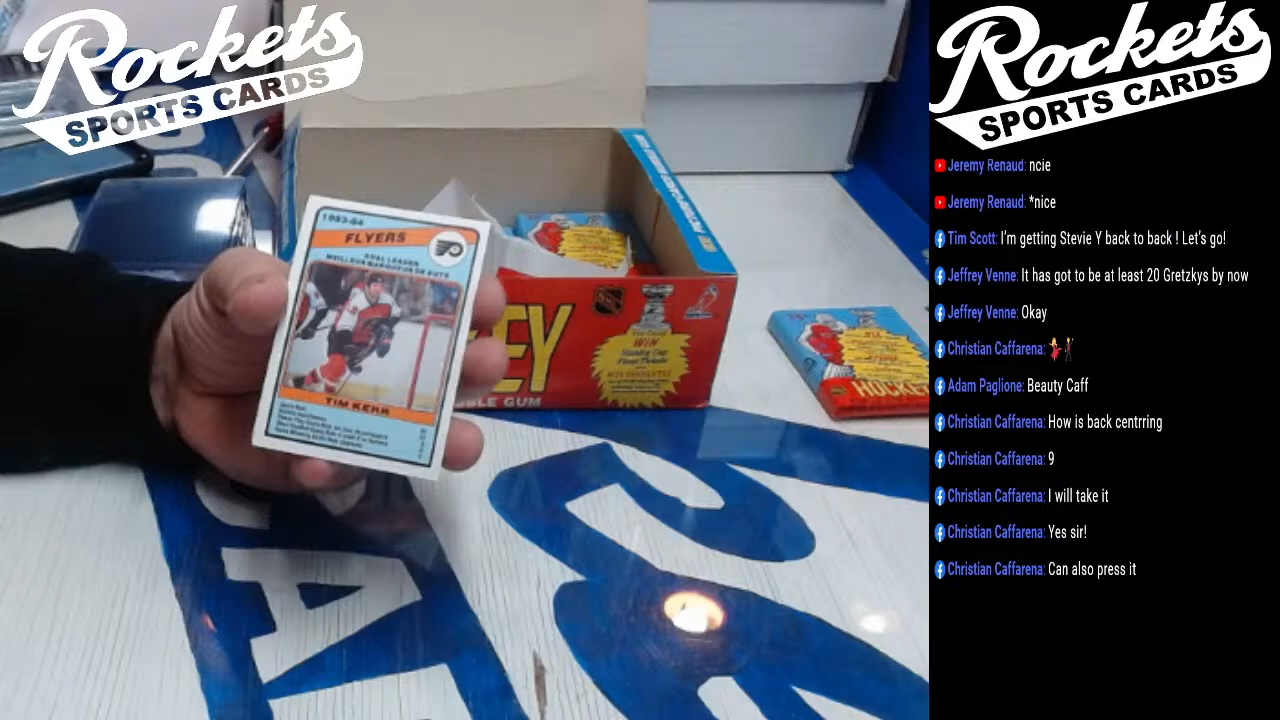 Rockets
SPORTS CARDS
Rockets
SPORTS CARDS
Jeremy Renaud: ncie
Jeremy Renaud: *nice
Tim Scott: I'm getting Stevie Y back to back ! Let's go!
Jeffrey Venne: It has got to be at least 20 Gretzkys by now
Jeffrey Venne: Okay
Christian Caffarena: 💃🕺
Adam Paglione: Beauty Caff
Christian Caffarena: How is back centrring
Christian Caffarena: 9
Christian Caffarena: I will take it
Christian Caffarena: Yes sir!
Christian Caffarena: Can also press it
1983-84
FLYERS
GOAL LEADER
MEILLEUR MARQUEUR DE BUTS
TIM KERR
EY
BLE GUM
WIN
Stanley Cup
HOCKEY